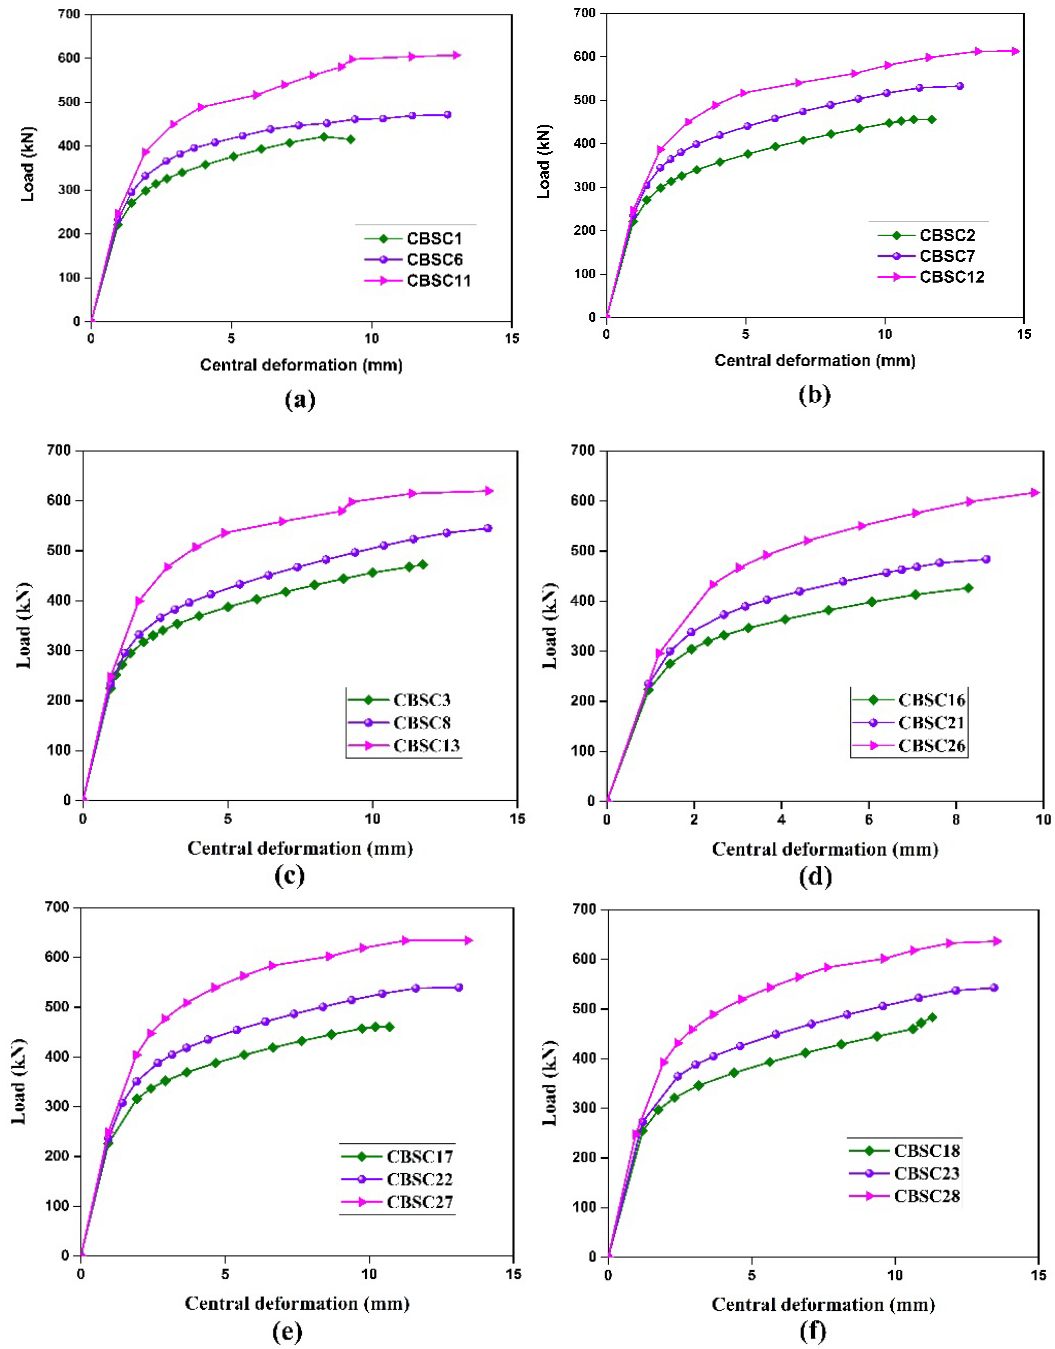 700
600
500
400
300
200
100
0
Load (kN)
CBSC1
CBSC6
CBSC11
0 5 10 15
Central deformation (mm)
(a)
700
600
500
400
300
200
100
0
Load (kN)
CBSC2
CBSC7
CBSC12
0 5 10 15
Central deformation (mm)
(b)
700
600
500
400
300
200
100
0
Load (kN)
CBSC3
CBSC8
CBSC13
0 5 10 15
Central deformation (mm)
(c)
700
600
500
400
300
200
100
0
Load (kN)
CBSC16
CBSC21
CBSC26
0 2 4 6 8 10
Central deformation (mm)
(d)
700
600
500
400
300
200
100
0
Load (kN)
CBSC17
CBSC22
CBSC27
0 5 10 15
Central deformation (mm)
(e)
700
600
500
400
300
200
100
0
Load (kN)
CBSC18
CBSC23
CBSC28
0 5 10 15
Central deformation (mm)
(f)